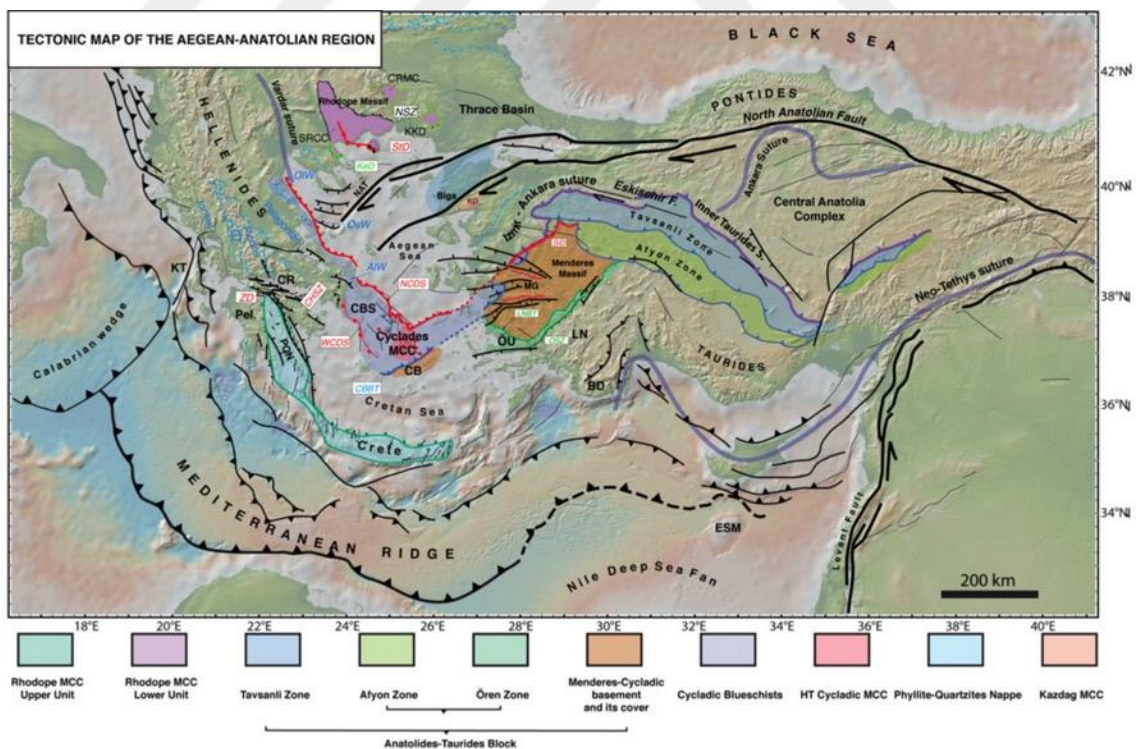 TECTONIC MAP OF THE AEGEAN-ANATOLIAN REGION
BLACK SEA
42°N
CRMC
Rhodope Massif
NSZ
Thrace Basin
PONTIDES
HELLENIDES
Vardar suture
SRCC
KKD
StD
North Anatolian Fault
OlW
NAT
Ankara Suture
40°N
Biga
Izmir - Ankara suture
Eskisehir F.
Inner Taurides S.
Central Anatolia
Complex
OsW
Tavsanli Zone
Aegean
Sea
SD
Afyon Zone
AlW
Menderes
Massif
KT
CR
NCDS
MG
Neo-Tethys suture
38°N
ZD
CHSZ
Pel.
CBS
LNBT
Calabrian wedge
PQN
Cyclades
MCC
WCDS
CB
ÖU
LN
TAURIDES
CBBT
BD
Cretan Sea
36°N
Crete
MEDITERRANEAN RIDGE
34°N
ESM
Levant Fault
Nile Deep Sea Fan
200 km
18°E
20°E
22°E
24°E
26°E
28°E
30°E
32°E
34°E
36°E
38°E
40°E
Rhodope MCC
Upper Unit
Rhodope MCC
Lower Unit
Tavsanli Zone
Afyon Zone
Ören Zone
Menderes-Cycladic
basement
and its cover
Cycladic Blueschists
HT Cycladic MCC
Phyllite-Quartzites Nappe
Kazdag MCC
Anatolides-Taurides Block